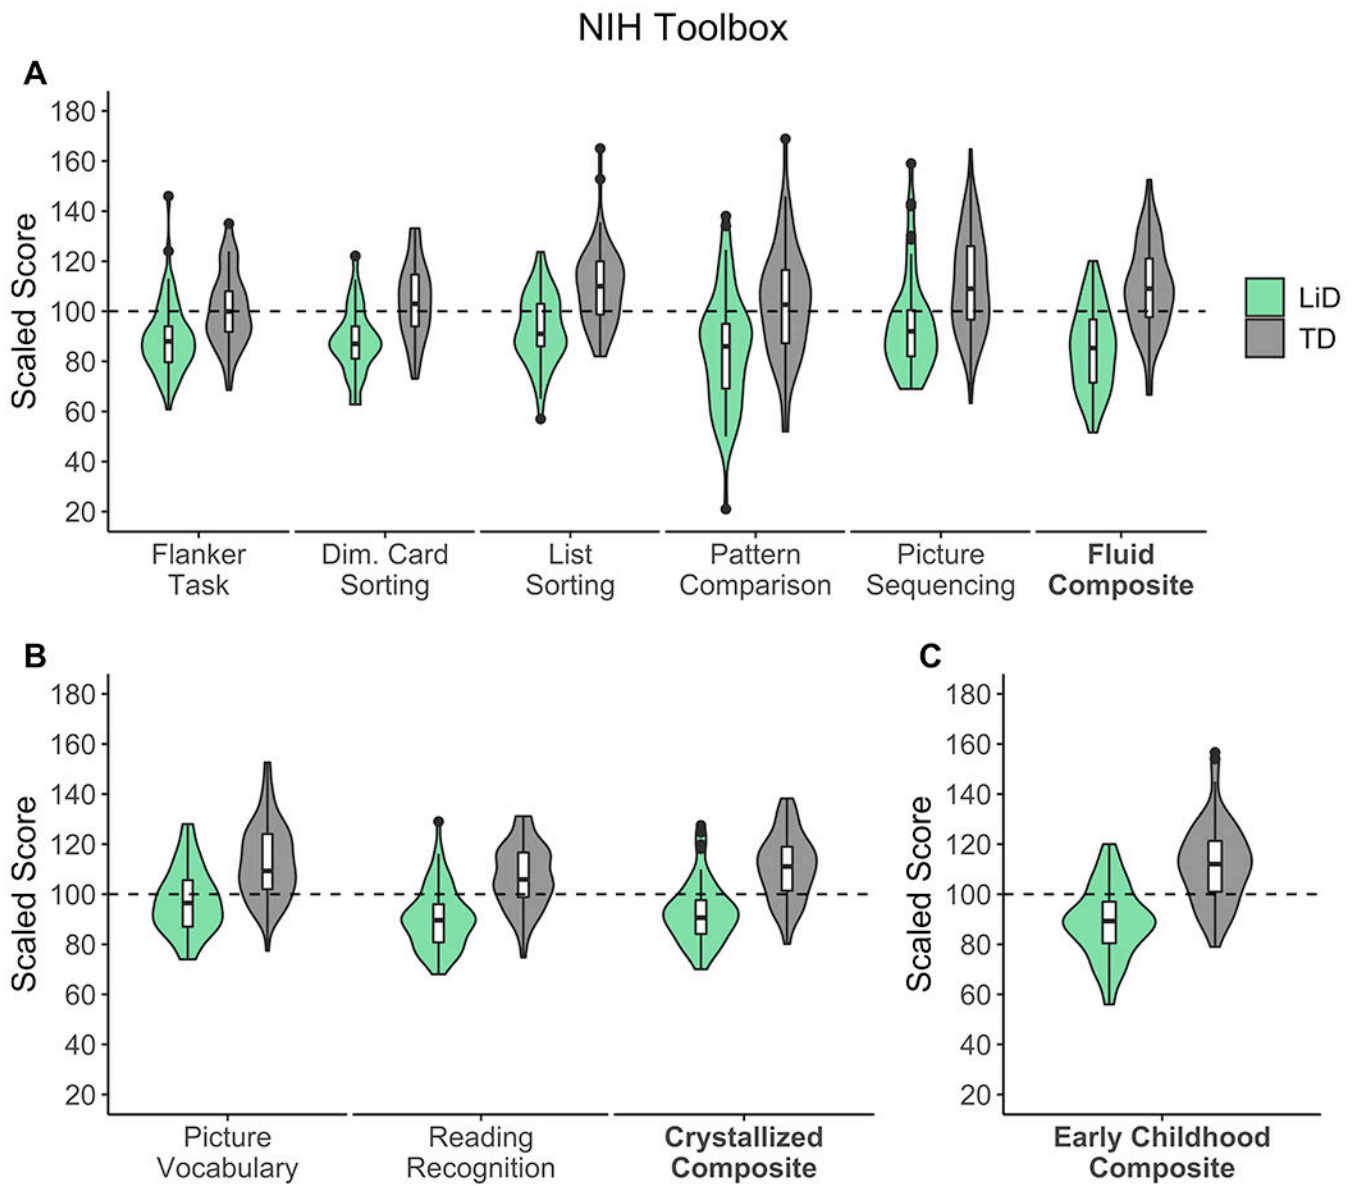 NIH Toolbox
A
Scaled Score
180
160
140
120
100
80
60
40
20
Flanker
Task
Dim. Card
Sorting
List
Sorting
Pattern
Comparison
Picture
Sequencing
Fluid
Composite
LiD
TD
B
Scaled Score
180
160
140
120
100
80
60
40
20
Picture
Vocabulary
Reading
Recognition
Crystallized
Composite
C
Scaled Score
180
160
140
120
100
80
60
40
20
Early Childhood
Composite